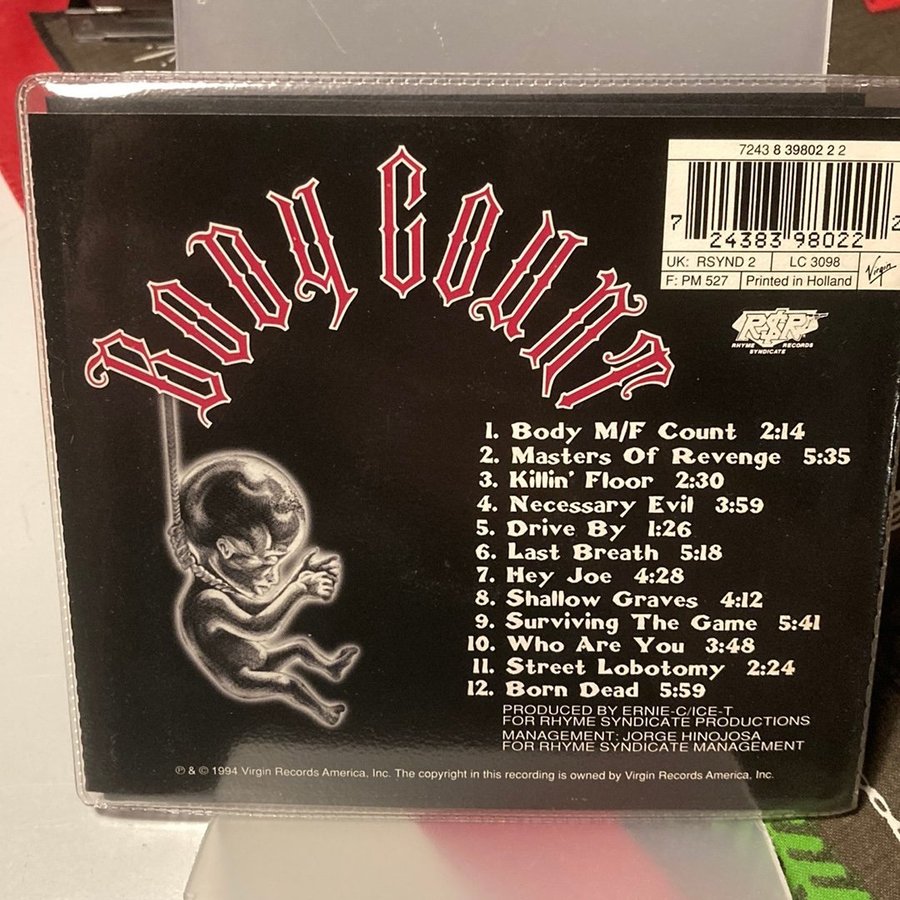 BODY COUNT
7243 8 39802 2 2
7 24383 98022 2
UK: RSYND 2 LC 3098
F: PM 527 Printed in Holland Virgin
R$R
RHYME SYNDICATE RECORDS
1. Body M/F Count 2:14
2. Masters Of Revenge 5:35
3. Killin' Floor 2:30
4. Necessary Evil 3:59
5. Drive By 1:26
6. Last Breath 5:18
7. Hey Joe 4:28
8. Shallow Graves 4:12
9. Surviving The Game 5:41
10. Who Are You 3:48
11. Street Lobotomy 2:24
12. Born Dead 5:59
PRODUCED BY ERNIE-C/ICE-T
FOR RHYME SYNDICATE PRODUCTIONS
MANAGEMENT: JORGE HINOJOSA
FOR RHYME SYNDICATE MANAGEMENT
℗ & © 1994 Virgin Records America, Inc. The copyright in this recording is owned by Virgin Records America, Inc.